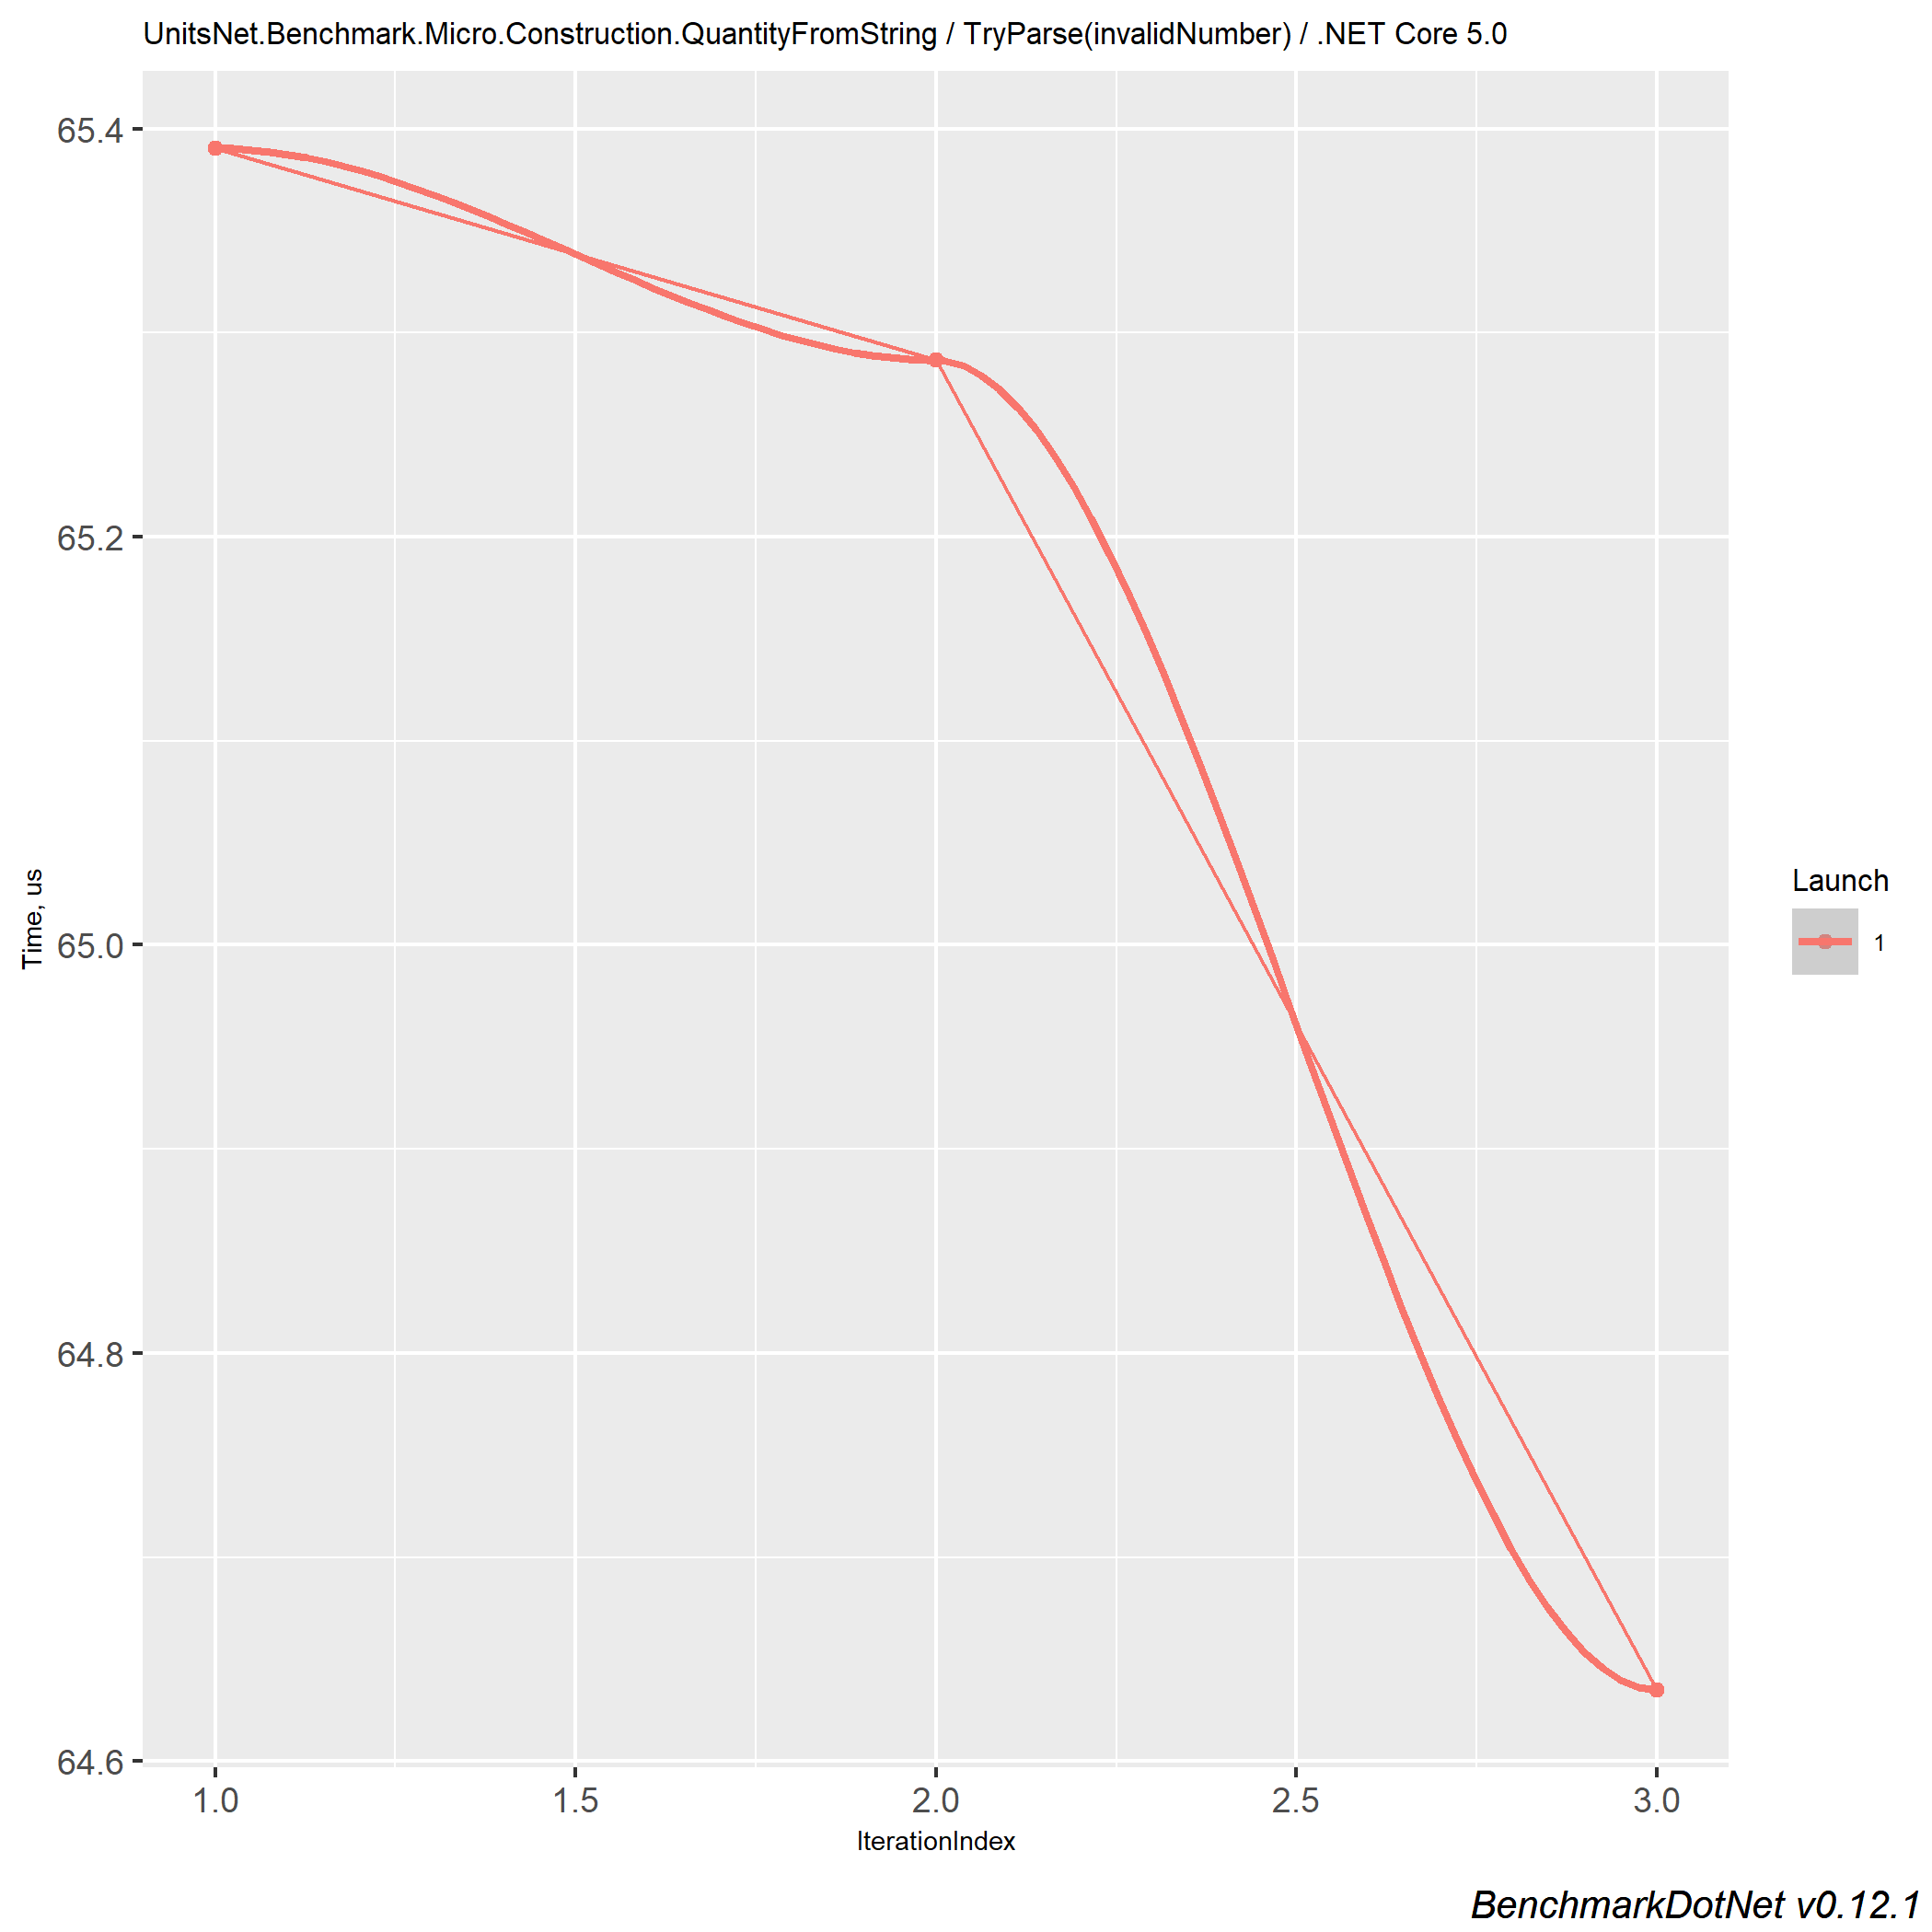 UnitsNet.Benchmark.Micro.Construction.QuantityFromString / TryParse(invalidNumber) / .NET Core 5.0
65.4
65.2
65.0
64.8
64.6
Time, us
1.0 1.5 2.0 2.5 3.0
IterationIndex
Launch
1
BenchmarkDotNet v0.12.1